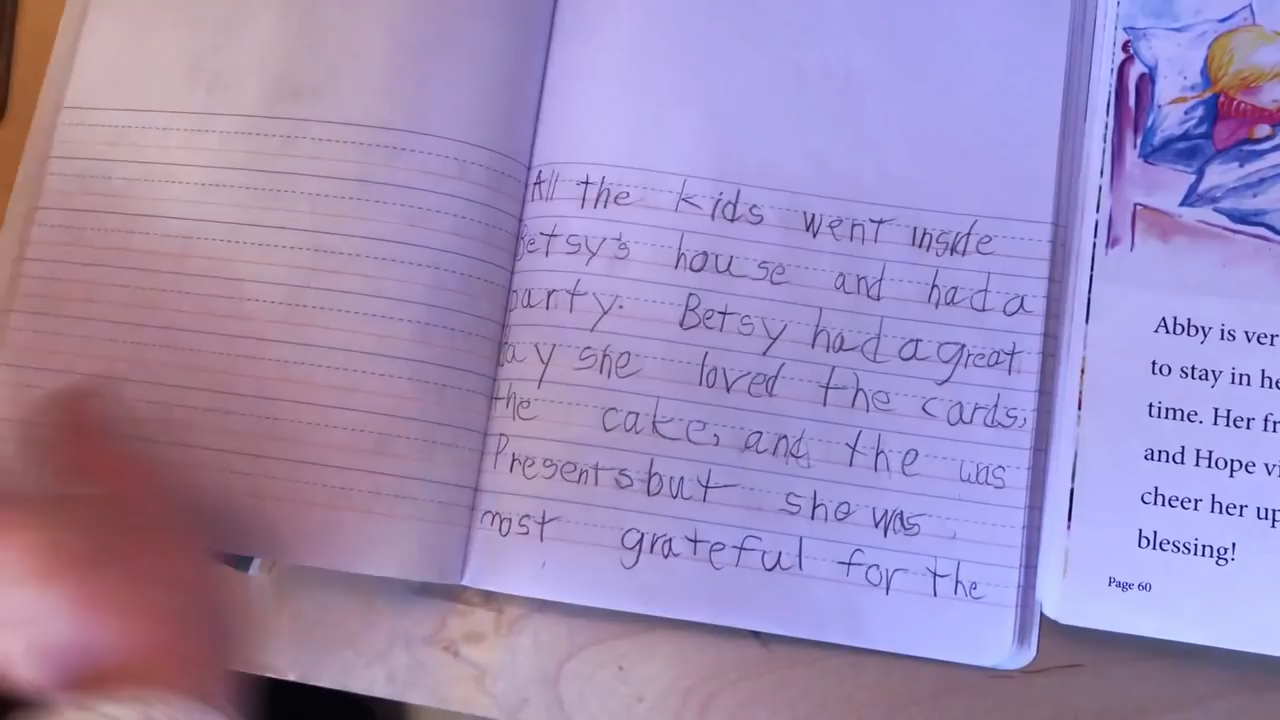 All the kids went inside
Betsy's house and had a
party. Betsy had a great
day she loved the cards,
the cake, and the was
Presents but she was
most grateful for the
Abby is ver
to stay in he
time. Her fr
and Hope vi
cheer her up
blessing!
Page 60